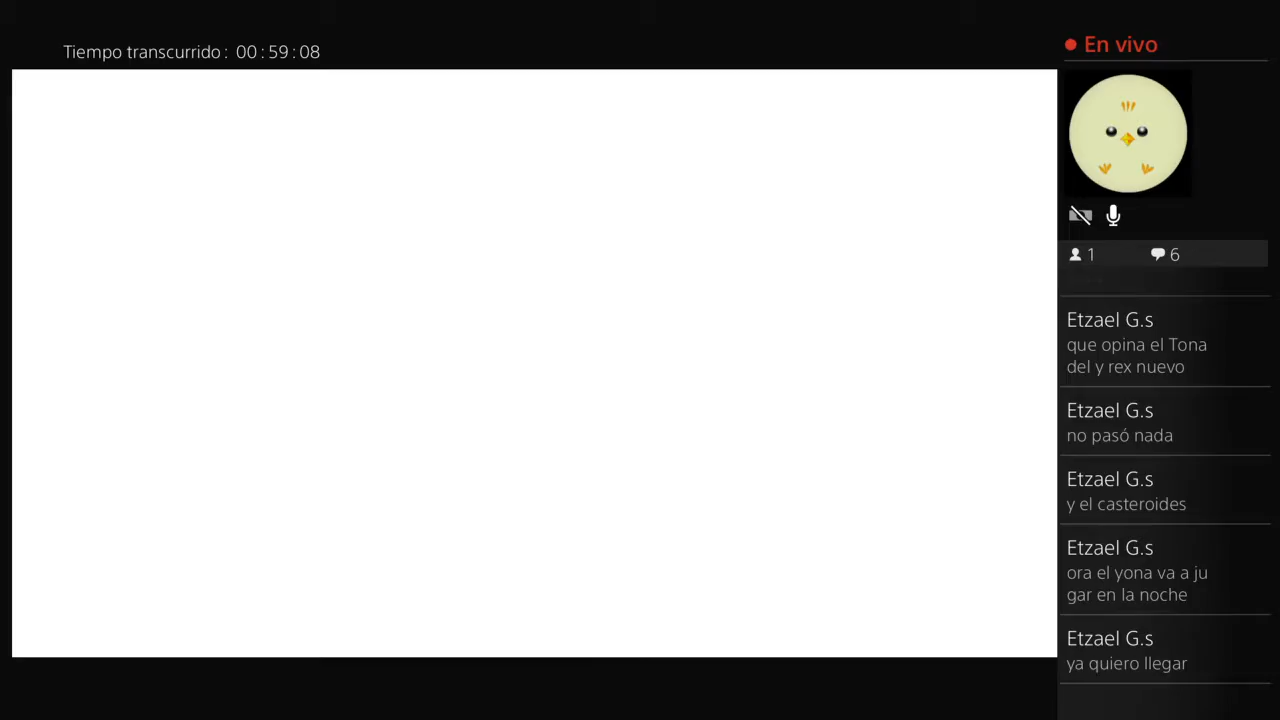 Tiempo transcurrido: 00:59:08
En vivo
1 6
Etzael G.s
que opina el Tona
del y rex nuevo
Etzael G.s
no pasó nada
Etzael G.s
y el casteroides
Etzael G.s
ora el yona va a ju
gar en la noche
Etzael G.s
ya quiero llegar